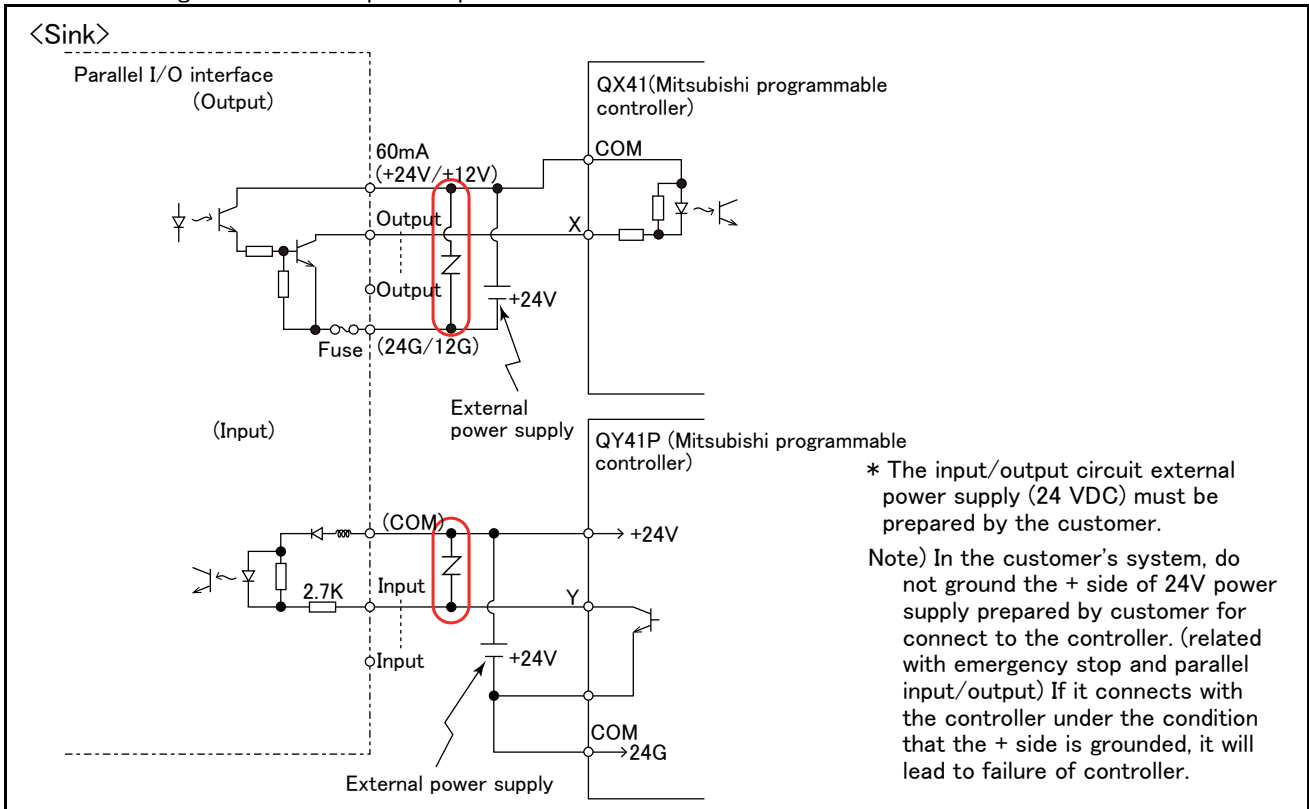 <Sink>
Parallel I/O interface
(Output)
QX41(Mitsubishi programmable
controller)
60mA
(+24V/+12V)
COM
Output
X
Output
+24V
Fuse
(24G/12G)
External
power supply
(Input)
QY41P (Mitsubishi programmable
controller)
(COM)
+24V
2.7K
Input
Y
Input
+24V
COM
24G
External power supply
* The input/output circuit external
power supply (24 VDC) must be
prepared by the customer.
Note) In the customer's system, do
not ground the + side of 24V power
supply prepared by customer for
connect to the controller. (related
with emergency stop and parallel
input/output) If it connects with
the controller under the condition
that the + side is grounded, it will
lead to failure of controller.